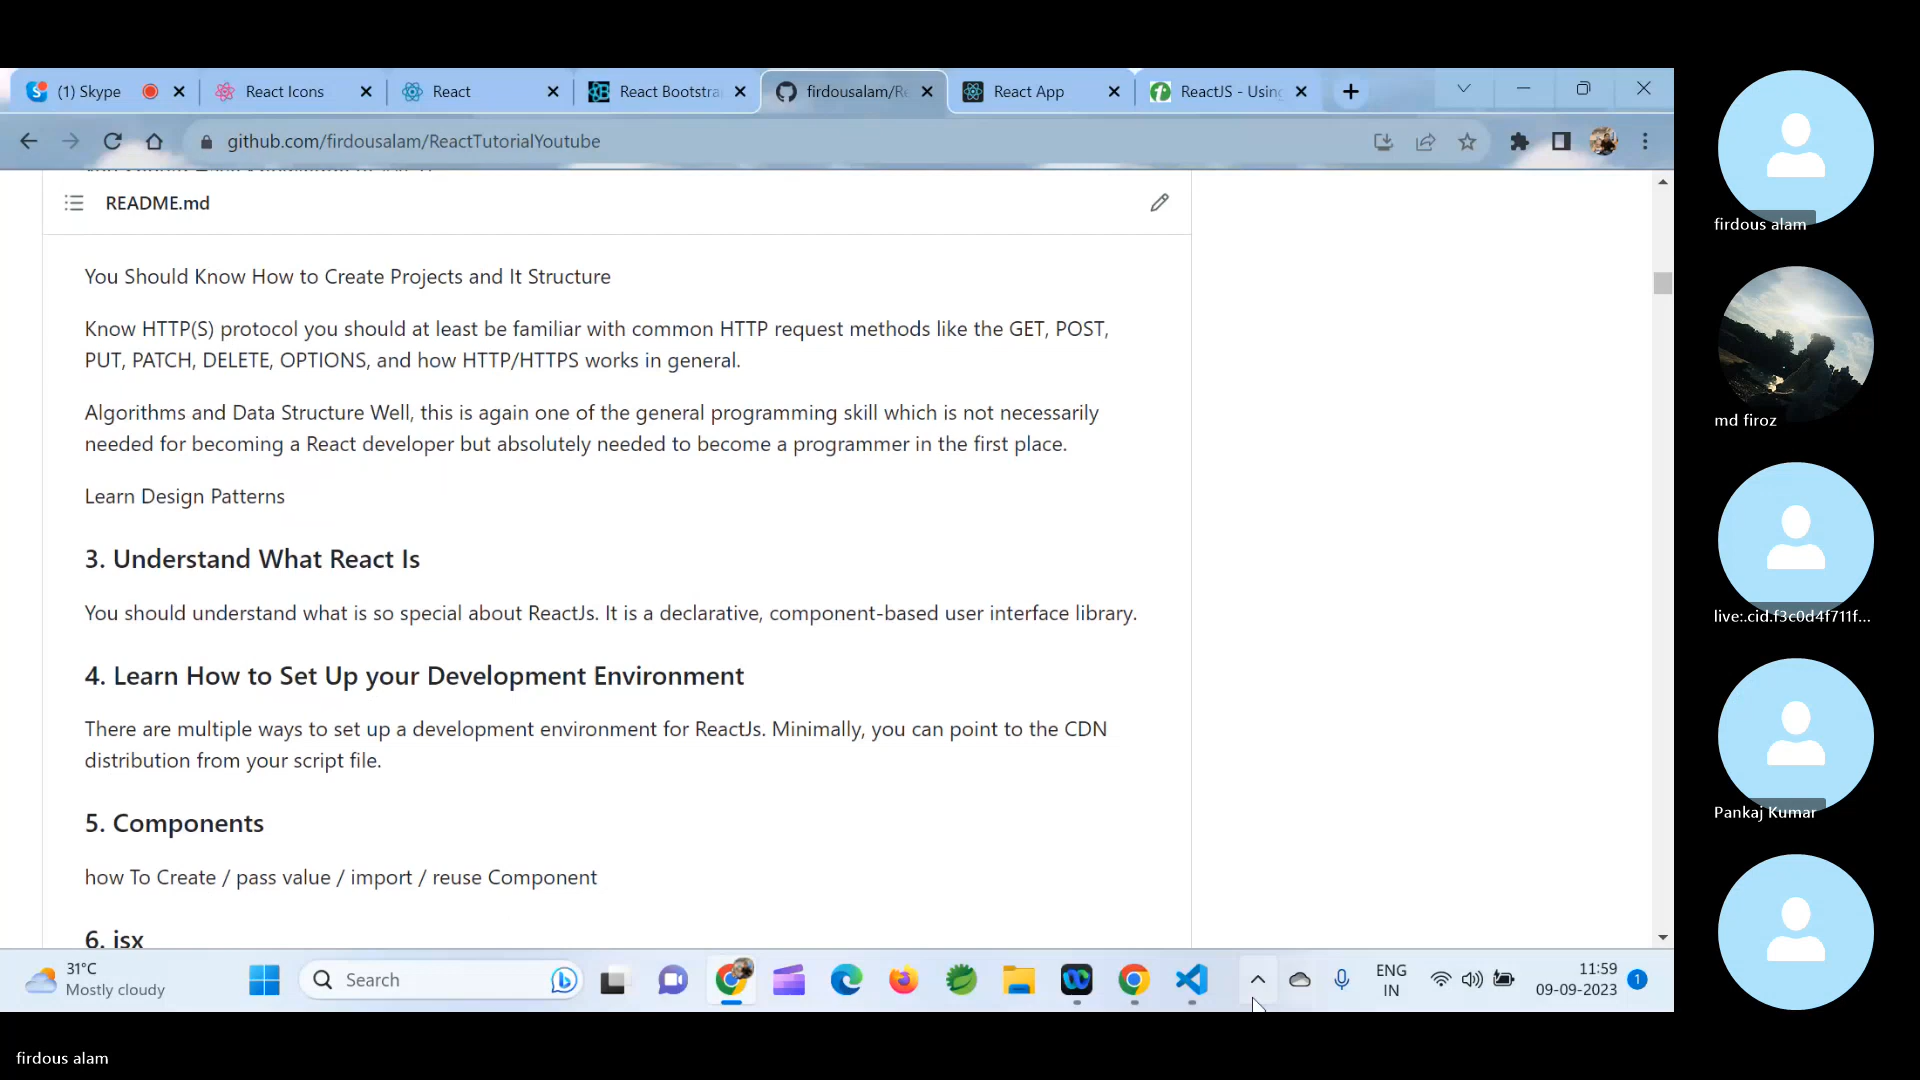 (1) Skype
React Icons
React
React Bootstra
firdousalam/Re
React App
ReactJS - Using
github.com/firdousalam/ReactTutorialYoutube
README.md
You Should Know How to Create Projects and It Structure
Know HTTP(S) protocol you should at least be familiar with common HTTP request methods like the GET, POST,
PUT, PATCH, DELETE, OPTIONS, and how HTTP/HTTPS works in general.
Algorithms and Data Structure Well, this is again one of the general programming skill which is not necessarily
needed for becoming a React developer but absolutely needed to become a programmer in the first place.
Learn Design Patterns
3. Understand What React Is
You should understand what is so special about ReactJs. It is a declarative, component-based user interface library.
4. Learn How to Set Up your Development Environment
There are multiple ways to set up a development environment for ReactJs. Minimally, you can point to the CDN
distribution from your script file.
5. Components
how To Create / pass value / import / reuse Component
6. jsx
31°C
Mostly cloudy
Search
ENG
IN
11:59
09-09-2023
1
firdous alam
md firoz
live:.cid.f3c0d4f711f...
Pankaj Kumar
firdous alam